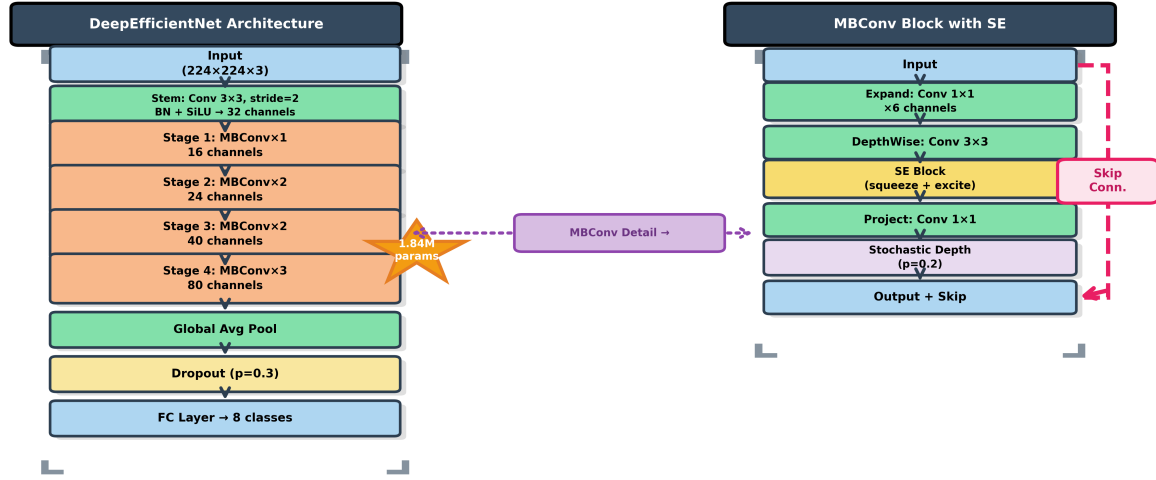 DeepEfficientNet Architecture
Input
(224×224×3)
Stem: Conv 3×3, stride=2
BN + SiLU → 32 channels
Stage 1: MBConv×1
16 channels
Stage 2: MBConv×2
24 channels
Stage 3: MBConv×2
40 channels
Stage 4: MBConv×3
80 channels
Global Avg Pool
Dropout (p=0.3)
FC Layer → 8 classes
1.84M
params
MBConv Detail →
MBConv Block with SE
Input
Expand: Conv 1×1
×6 channels
DepthWise: Conv 3×3
SE Block
(squeeze + excite)
Project: Conv 1×1
Stochastic Depth
(p=0.2)
Output + Skip
Skip
Conn.